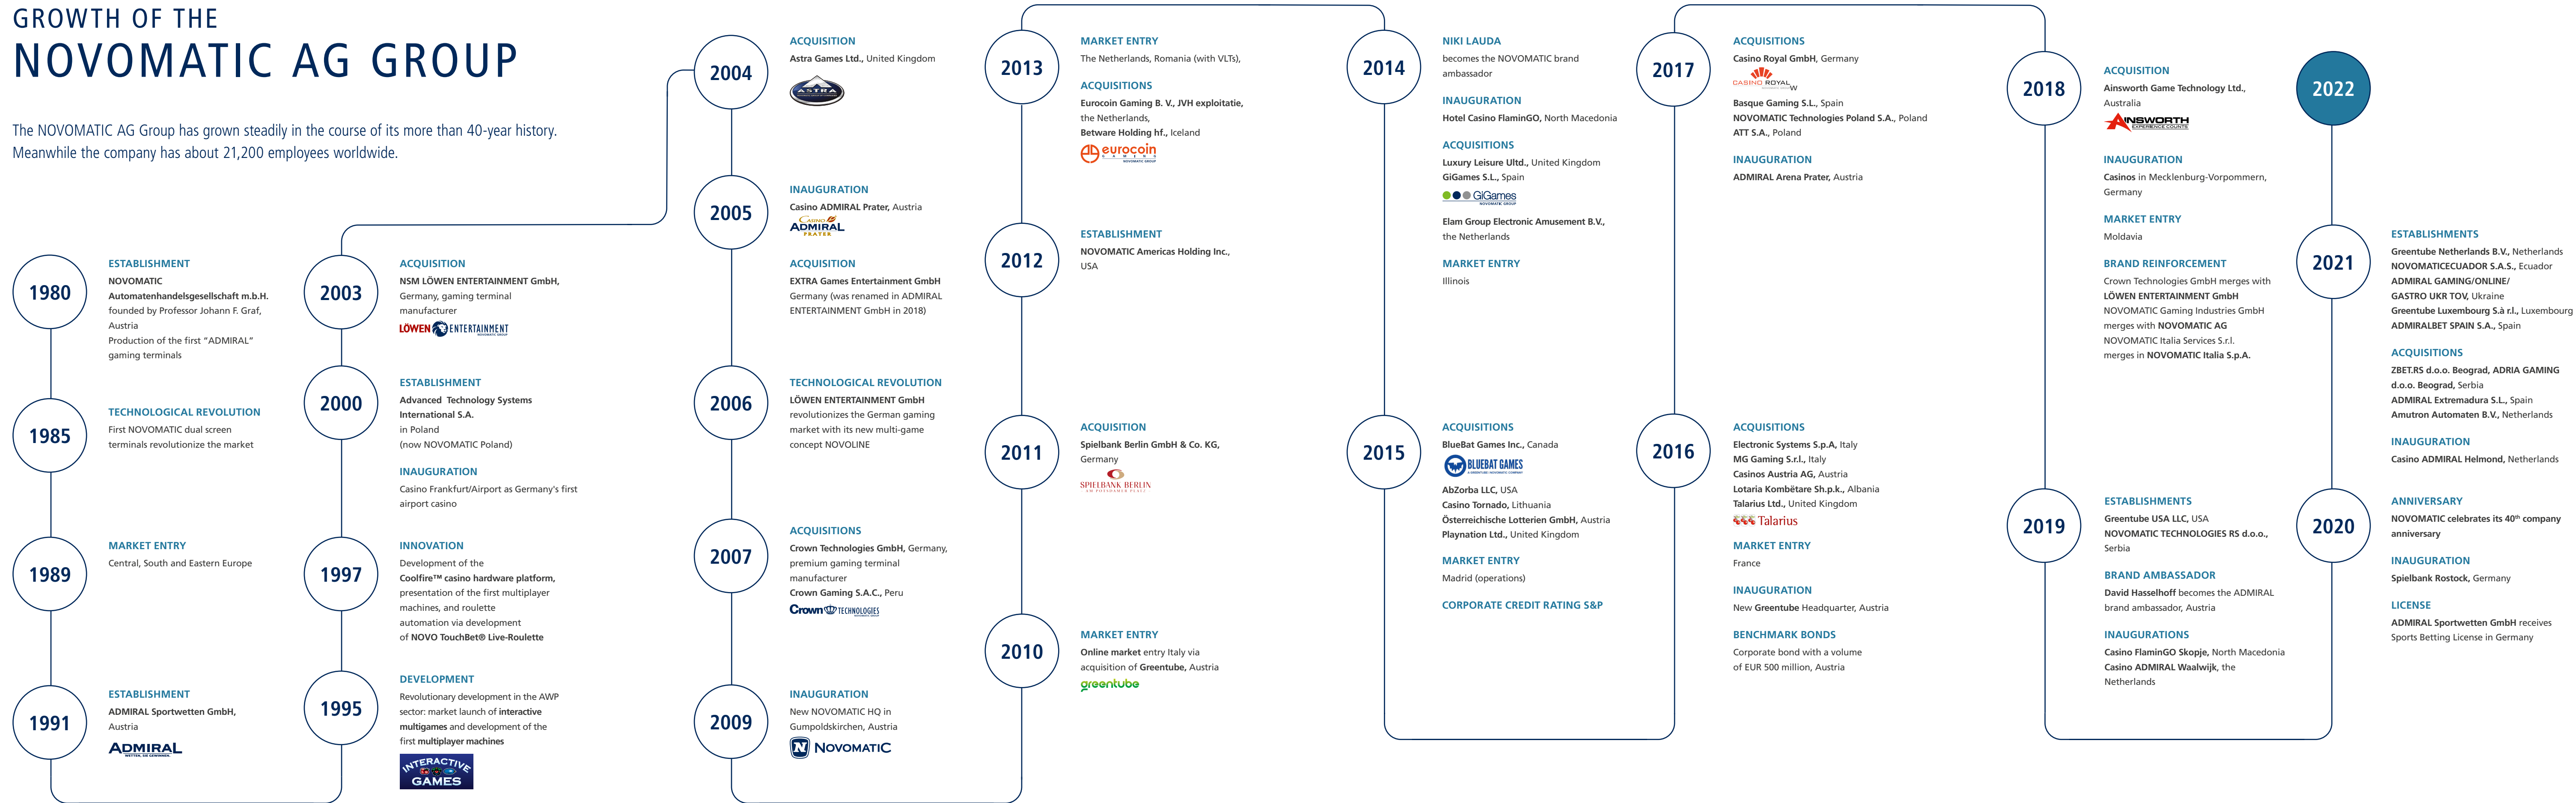 GROWTH OF THE
NOVOMATIC AG GROUP
The NOVOMATIC AG Group has grown steadily in the course of its more than 40-year history.
Meanwhile the company has about 21,200 employees worldwide.
1980
ESTABLISHMENT
NOVOMATIC
Automatenhandelsgesellschaft m.b.H.
founded by Professor Johann F. Graf,
Austria
Production of the first “ADMIRAL”
gaming terminals
1985
TECHNOLOGICAL REVOLUTION
First NOVOMATIC dual screen
terminals revolutionize the market
1989
MARKET ENTRY
Central, South and Eastern Europe
1991
ESTABLISHMENT
ADMIRAL Sportwetten GmbH,
Austria
ADMIRAL
WETTEN. EIN GEWINNER.
1995
DEVELOPMENT
Revolutionary development in the AWP
sector: market launch of interactive
multigames and development of the
first multiplayer machines
INTERACTIVE
GAMES
1997
INNOVATION
Development of the
Coolfire™ casino hardware platform,
presentation of the first multiplayer
machines, and roulette
automation via development
of NOVO TouchBet® Live-Roulette
2000
ESTABLISHMENT
Advanced Technology Systems
International S.A.
in Poland
(now NOVOMATIC Poland)
INAUGURATION
Casino Frankfurt/Airport as Germany's first
airport casino
2003
ACQUISITION
NSM LÖWEN ENTERTAINMENT GmbH,
Germany, gaming terminal
manufacturer
LÖWEN ENTERTAINMENT
NOVOMATIC GROUP
2004
ACQUISITION
Astra Games Ltd., United Kingdom
ASTRA
2005
INAUGURATION
Casino ADMIRAL Prater, Austria
CASINO
ADMIRAL
PRATER
ACQUISITION
EXTRA Games Entertainment GmbH
Germany (was renamed in ADMIRAL
ENTERTAINMENT GmbH in 2018)
2006
TECHNOLOGICAL REVOLUTION
LÖWEN ENTERTAINMENT GmbH
revolutionizes the German gaming
market with its new multi-game
concept NOVOLINE
2007
ACQUISITIONS
Crown Technologies GmbH, Germany,
premium gaming terminal
manufacturer
Crown Gaming S.A.C., Peru
Crown TECHNOLOGIES
NOVOMATIC GROUP
2009
INAUGURATION
New NOVOMATIC HQ in
Gumpoldskirchen, Austria
N NOVOMATIC
2010
MARKET ENTRY
Online market entry Italy via
acquisition of Greentube, Austria
greentube
2011
ACQUISITION
Spielbank Berlin GmbH & Co. KG,
Germany
SPIELBANK BERLIN
AM POTSDAMER PLATZ
2012
ESTABLISHMENT
NOVOMATIC Americas Holding Inc.,
USA
2013
MARKET ENTRY
The Netherlands, Romania (with VLTs),
ACQUISITIONS
Eurocoin Gaming B. V., JVH exploitatie,
the Netherlands,
Betware Holding hf., Iceland
eurocoin
GAMING
NOVOMATIC GROUP
2014
NIKI LAUDA
becomes the NOVOMATIC brand
ambassador
INAUGURATION
Hotel Casino FlaminGO, North Macedonia
ACQUISITIONS
Luxury Leisure Ultd., United Kingdom
GiGames S.L., Spain
GiGames
NOVOMATIC GROUP
Elam Group Electronic Amusement B.V.,
the Netherlands
MARKET ENTRY
Illinois
2015
ACQUISITIONS
BlueBat Games Inc., Canada
BLUEBAT GAMES
A GREENTUBE / NOVOMATIC COMPANY
AbZorba LLC, USA
Casino Tornado, Lithuania
Österreichische Lotterien GmbH, Austria
Playnation Ltd., United Kingdom
MARKET ENTRY
Madrid (operations)
CORPORATE CREDIT RATING S&P
2016
ACQUISITIONS
Electronic Systems S.p.A, Italy
MG Gaming S.r.l., Italy
Casinos Austria AG, Austria
Lotaria Kombëtare Sh.p.k., Albania
Talarius Ltd., United Kingdom
Talarius
MARKET ENTRY
France
INAUGURATION
New Greentube Headquarter, Austria
BENCHMARK BONDS
Corporate bond with a volume
of EUR 500 million, Austria
2017
ACQUISITIONS
Casino Royal GmbH, Germany
CASINO ROYAL
NOVOMATIC GROUP
W
Basque Gaming S.L., Spain
NOVOMATIC Technologies Poland S.A., Poland
ATT S.A., Poland
INAUGURATION
ADMIRAL Arena Prater, Austria
2018
ACQUISITION
Ainsworth Game Technology Ltd.,
Australia
AINSWORTH
EXPERIENCE COUNTS
INAUGURATION
Casinos in Mecklenburg-Vorpommern,
Germany
MARKET ENTRY
Moldavia
BRAND REINFORCEMENT
Crown Technologies GmbH merges with
LÖWEN ENTERTAINMENT GmbH
NOVOMATIC Gaming Industries GmbH
merges with NOVOMATIC AG
NOVOMATIC Italia Services S.r.l.
merges in NOVOMATIC Italia S.p.A.
2019
ESTABLISHMENTS
Greentube USA LLC, USA
NOVOMATIC TECHNOLOGIES RS d.o.o.,
Serbia
BRAND AMBASSADOR
David Hasselhoff becomes the ADMIRAL
brand ambassador, Austria
INAUGURATIONS
Casino FlaminGO Skopje, North Macedonia
Casino ADMIRAL Waalwijk, the
Netherlands
2020
ANNIVERSARY
NOVOMATIC celebrates its 40th company
anniversary
INAUGURATION
Spielbank Rostock, Germany
LICENSE
ADMIRAL Sportwetten GmbH receives
Sports Betting License in Germany
2021
ESTABLISHMENTS
Greentube Netherlands B.V., Netherlands
NOVOMATICECUADOR S.A.S., Ecuador
ADMIRAL GAMING/ONLINE/
GASTRO UKR TOV, Ukraine
Greentube Luxembourg S.à r.l., Luxembourg
ADMIRALBET SPAIN S.A., Spain
ACQUISITIONS
ZBET.RS d.o.o. Beograd, ADRIA GAMING
d.o.o. Beograd, Serbia
ADMIRAL Extremadura S.L., Spain
Amutron Automaten B.V., Netherlands
INAUGURATION
Casino ADMIRAL Helmond, Netherlands
2022